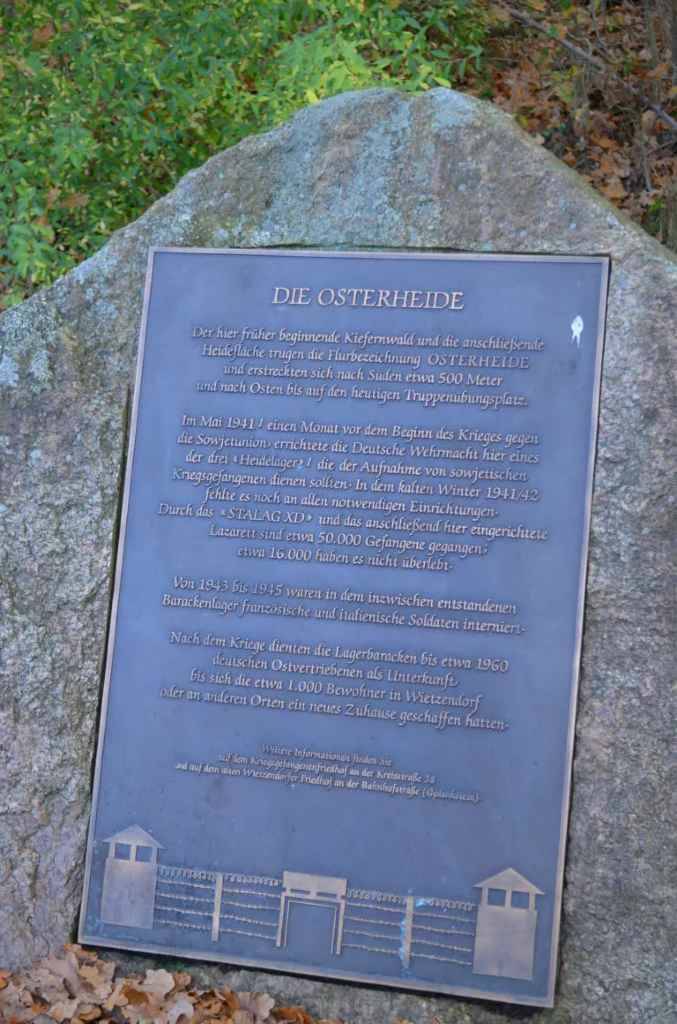 DIE OSTERHEIDE
Der hier früher beginnende Kiefernwald und die anschließende
Heidefläche trugen die Flurbezeichnung OSTERHEIDE
und erstreckten sich nach Süden etwa 500 Meter
und nach Osten bis auf den heutigen Truppenübungsplatz.
Im Mai 1941, einen Monat vor dem Beginn des Krieges gegen
die Sowjetunion, errichtete die Deutsche Wehrmacht hier eines
der drei «Heidelager», die der Aufnahme von sowjetischen
Kriegsgefangenen dienen sollten. In dem kalten Winter 1941/42
fehlte es noch an allen notwendigen Einrichtungen.
Durch das «STALAG XD» und das anschließend hier eingerichtete
Lazarett sind etwa 50.000 Gefangene gegangen;
etwa 16.000 haben es nicht überlebt.
Von 1943 bis 1945 waren in dem inzwischen entstandenen
Barackenlager französische und italienische Soldaten interniert.
Nach dem Kriege dienten die Lagerbaracken bis etwa 1960
deutschen Ostvertriebenen als Unterkunft,
bis sich die etwa 1.000 Bewohner in Wietzendorf
oder an anderen Orten ein neues Zuhause geschaffen hatten.
Weitere Informationen finden Sie
auf dem Kriegsgefangenenfriedhof an der Kreisstraße
und auf dem alten Wietzendorfer Friedhof an der Bahnhofstraße